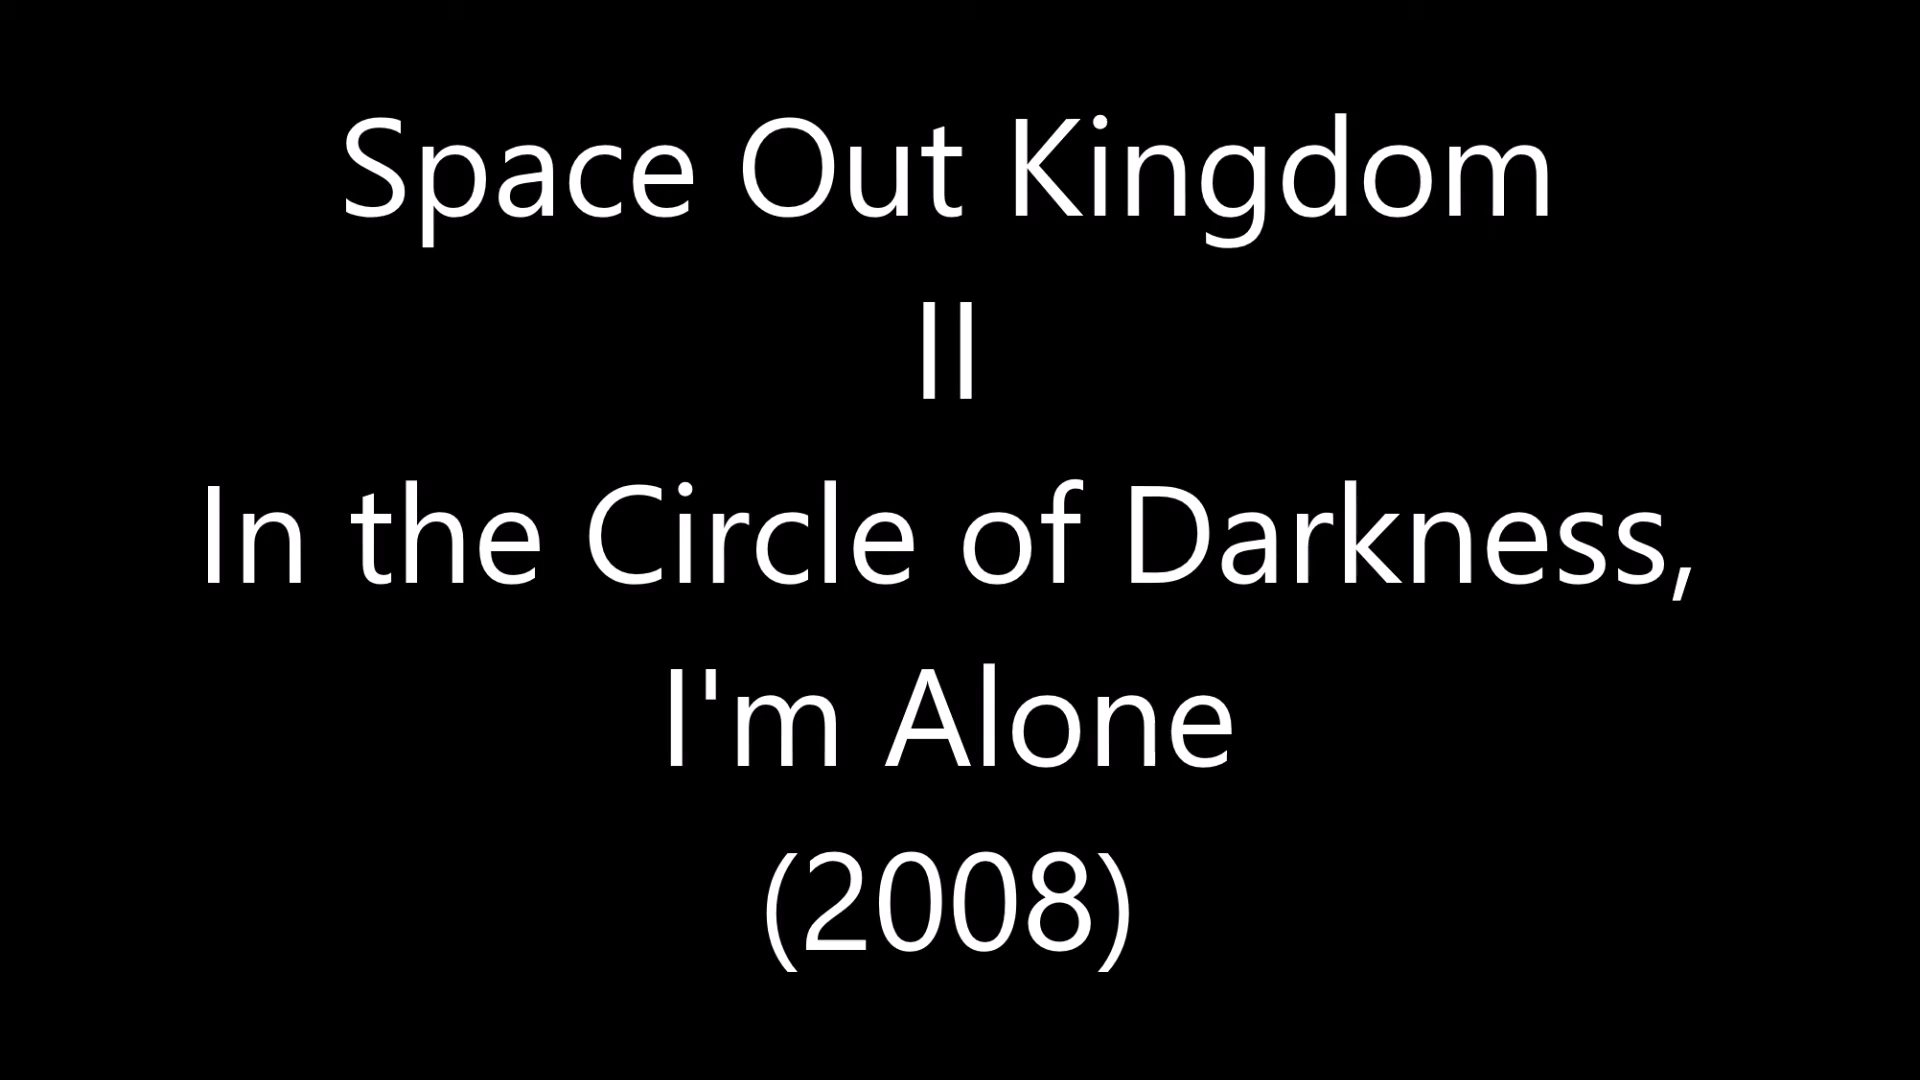 Space Out Kingdom
II
In the Circle of Darkness,
I'm Alone
(2008)